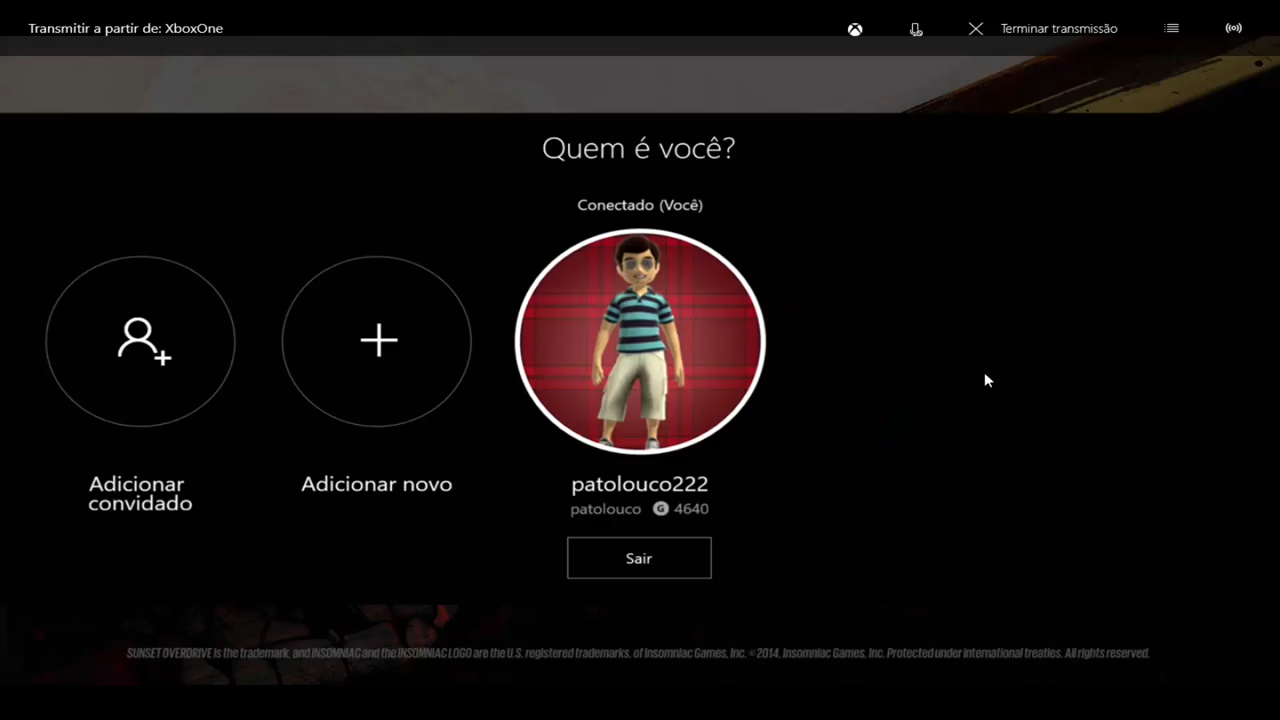 Transmitir a partir de: XboxOne
Terminar transmissão
Quem é você?
Conectado (Você)
Adicionar
convidado
Adicionar novo
patolouco222
patolouco G 4640
Sair
SUNSET OVERDRIVE is the trademark, and INSOMNIAC and the INSOMNIAC LOGO are the U.S. registered trademarks, of Insomniac Games, Inc. © 2014, Insomniac Games, Inc. Protected under international treaties. All rights reserved.